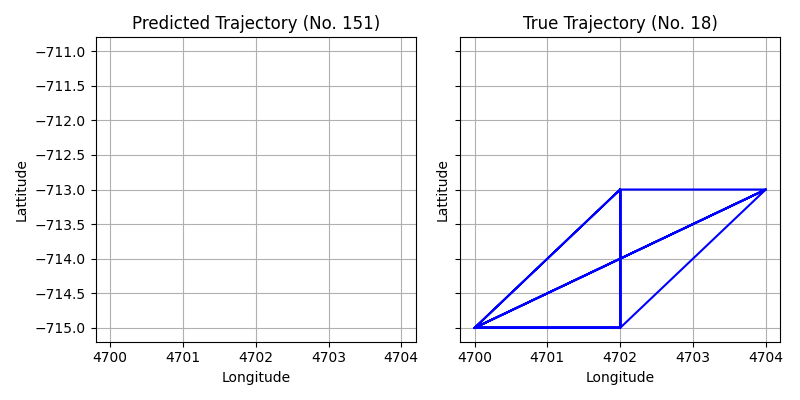 Predicted Trajectory (No. 151)
True Trajectory (No. 18)
−711.0
−711.5
−712.0
−712.5
−713.0
−713.5
−714.0
−714.5
−715.0
Lattitude
Lattitude
4700 4701 4702 4703 4704
4700 4701 4702 4703 4704
Longitude
Longitude